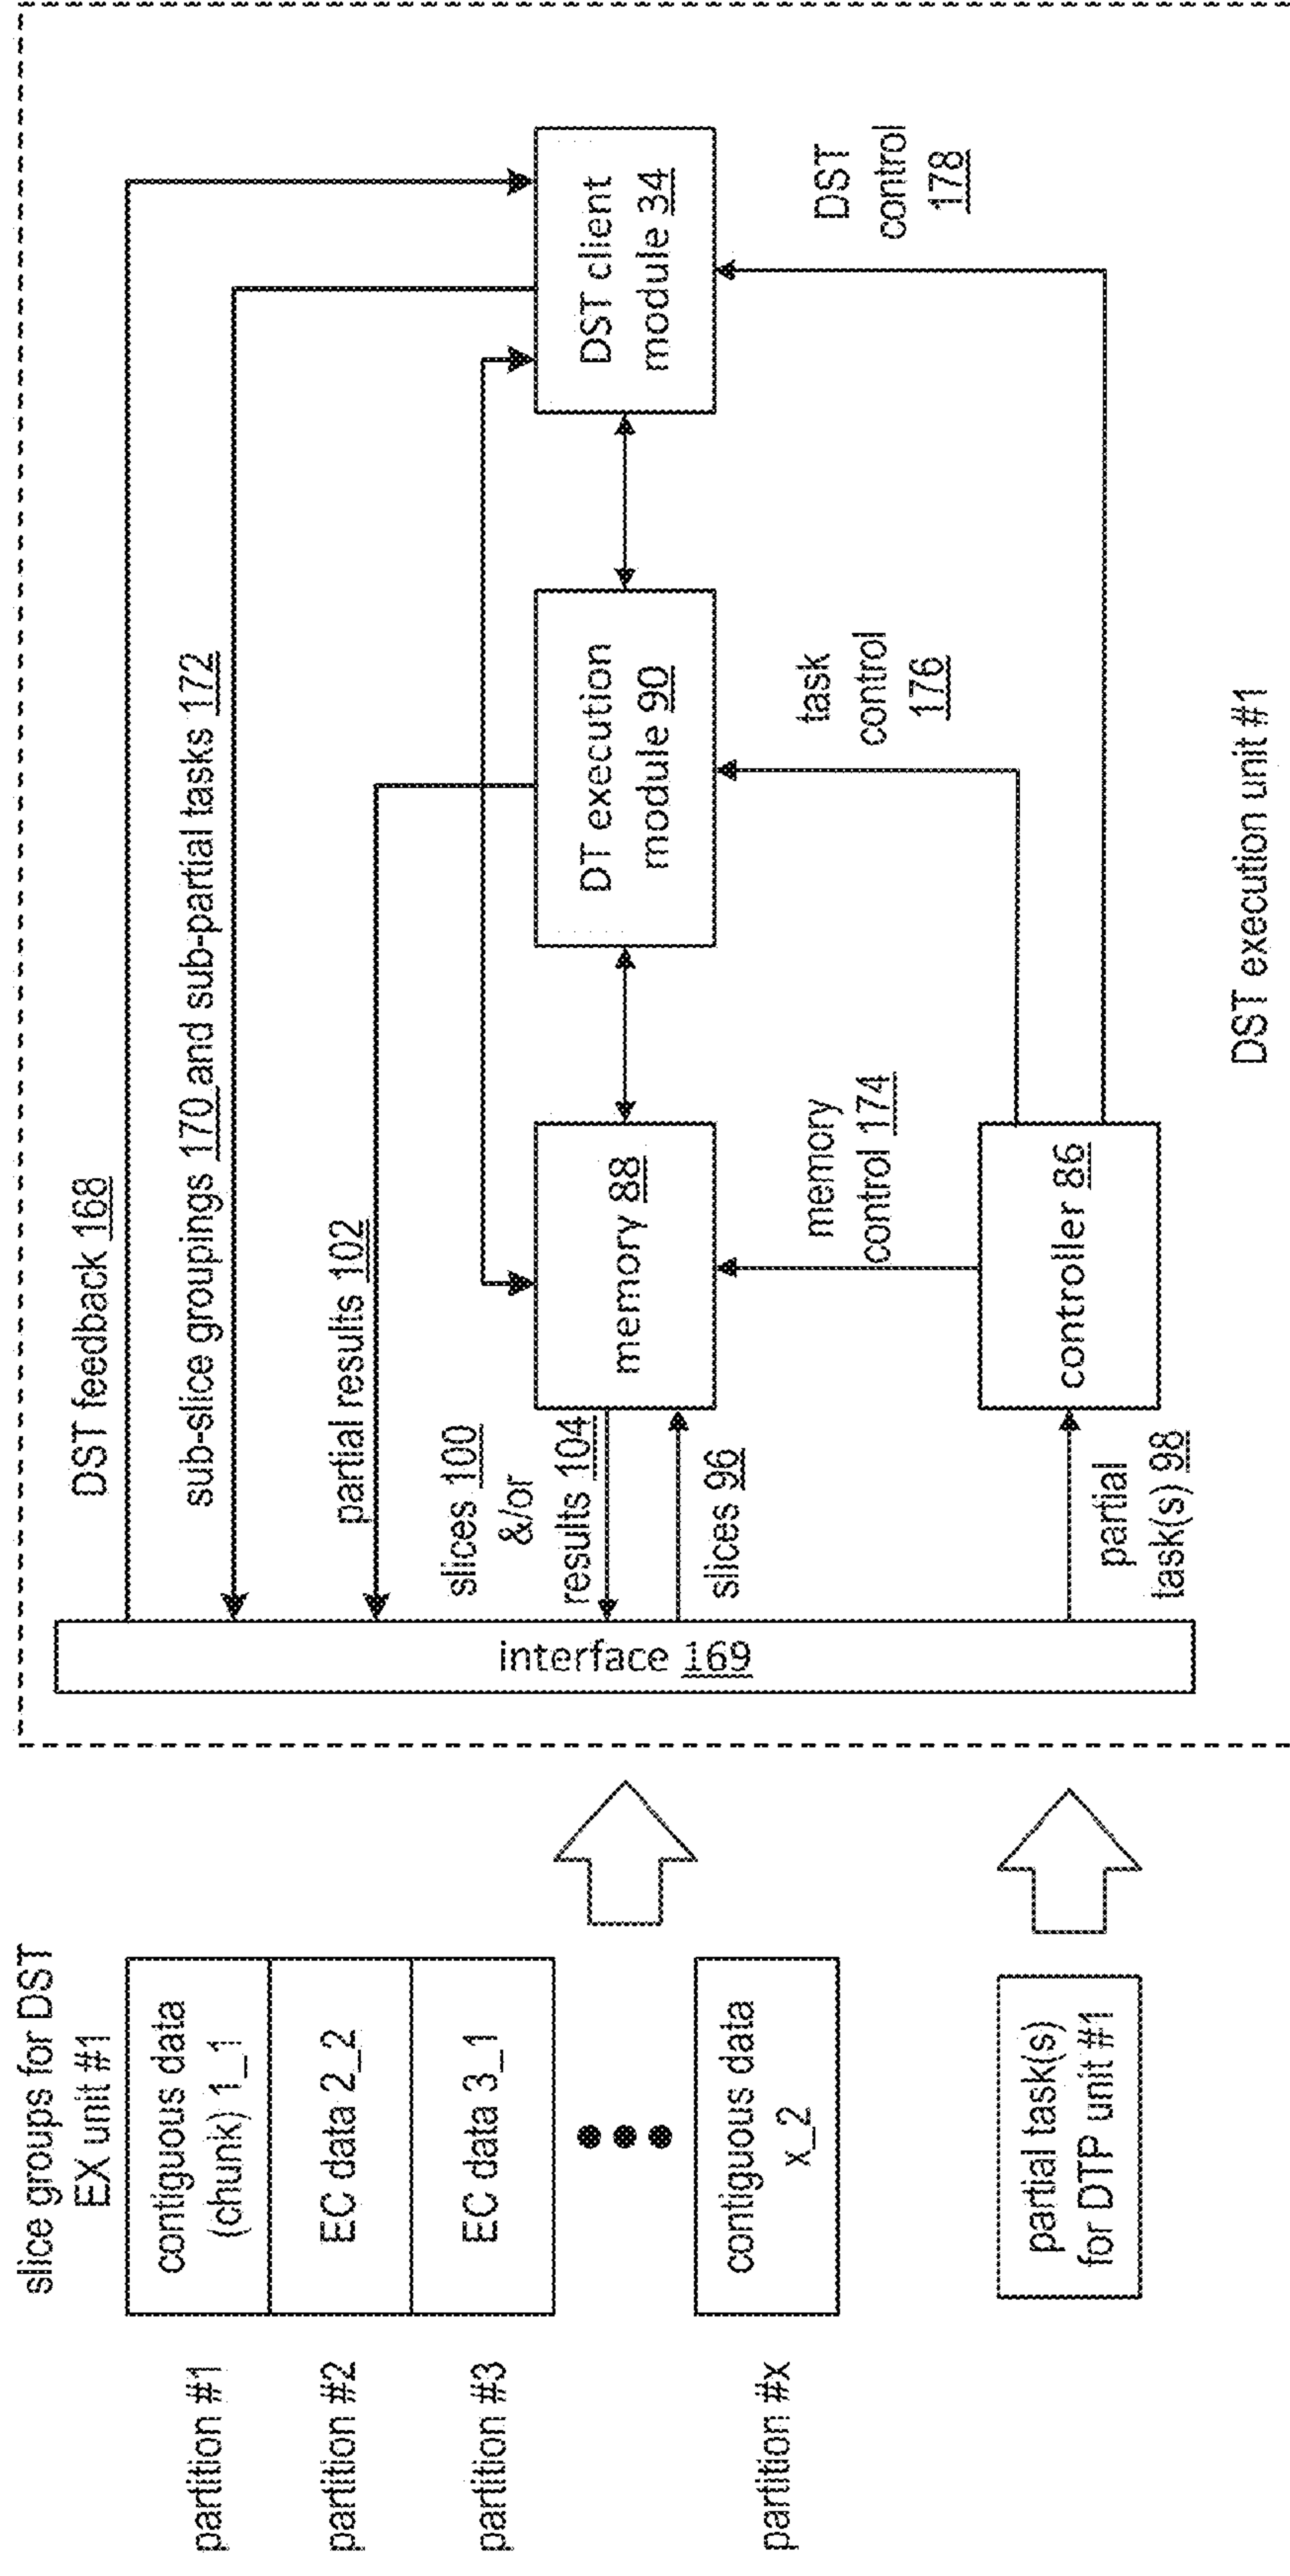 slice groups for DST
EX unit #1
partition #1
contiguous data
(chunk) 1_1
partition #2
EC data 2_2
partition #3
EC data 3_1
partition #x
contiguous data
x_2
partial task(s)
for DTP unit #1
interface 169
DST feedback 168
sub-slice groupings 170 and sub-partial tasks 172
partial results 102
slices 100
&/or
results 104
slices 96
partial
task(s) 98
memory 88
DT execution
module 90
DST client
module 34
memory
control 174
task
control
176
DST
control
178
controller 86
DST execution unit #1